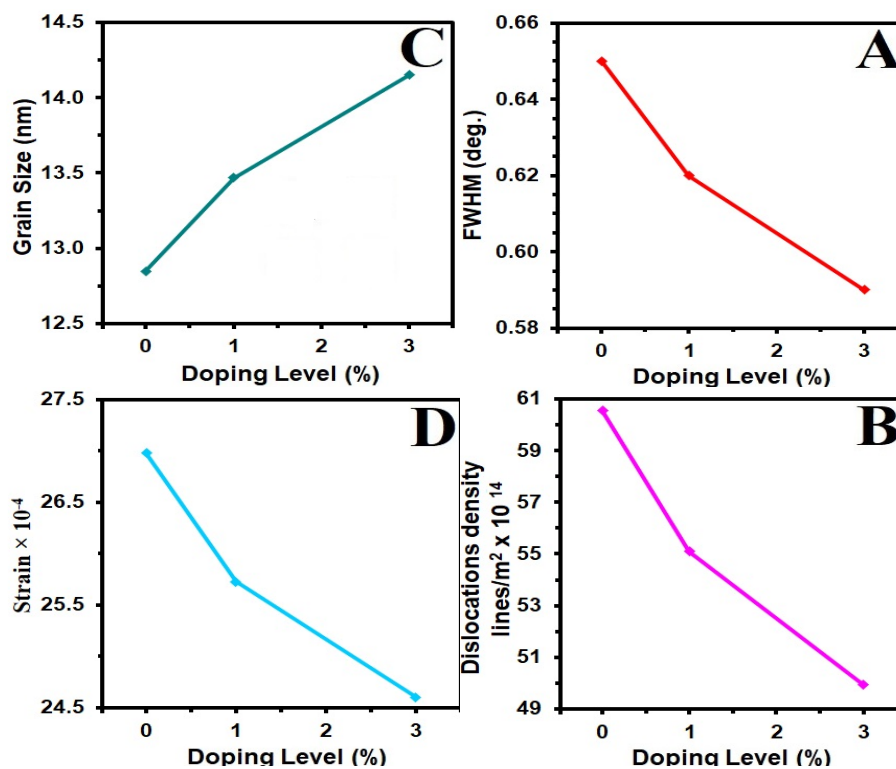 C
Grain Size (nm)
14.5
14.0
13.5
13.0
12.5
0 1 2 3
Doping Level (%)
A
FWHM (deg.)
0.66
0.64
0.62
0.60
0.58
0 1 2 3
Doping Level (%)
D
Strain × 10⁻⁴
27.5
26.5
25.5
24.5
0 1 2 3
Doping Level (%)
B
Dislocations density
lines/m² x 10 ¹⁴
61
59
57
55
53
51
49
0 1 2 3
Doping Level (%)